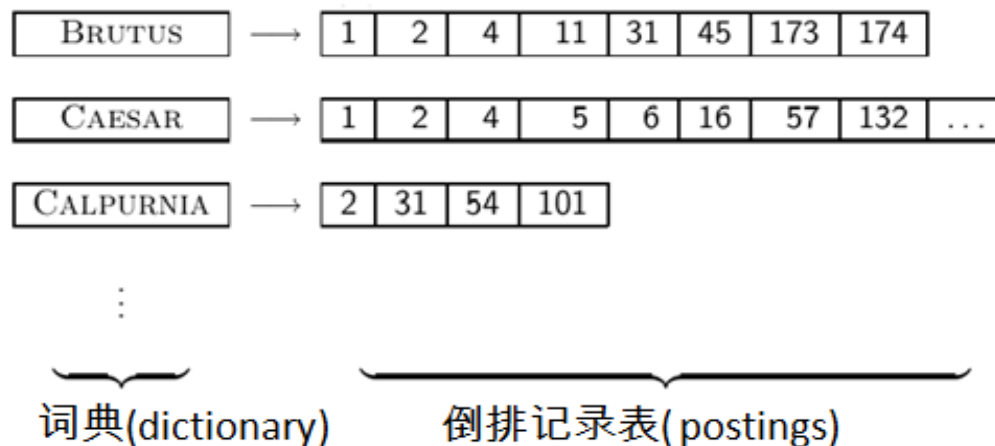 BRUTUS → 1 2 4 11 31 45 173 174
CAESAR → 1 2 4 5 6 16 57 132 ...
CALPURNIA → 2 31 54 101
⋮
词典(dictionary) 倒排记录表( postings)